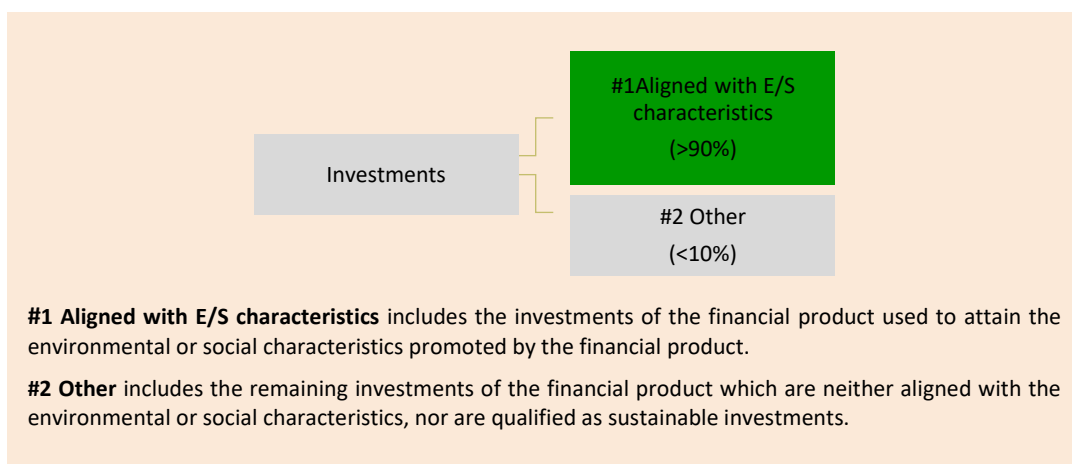 #1Aligned with E/S
characteristics
(>90%)
Investments
#2 Other
(<10%)
#1 Aligned with E/S characteristics includes the investments of the financial product used to attain the
environmental or social characteristics promoted by the financial product.
#2 Other includes the remaining investments of the financial product which are neither aligned with the
environmental or social characteristics, nor are qualified as sustainable investments.